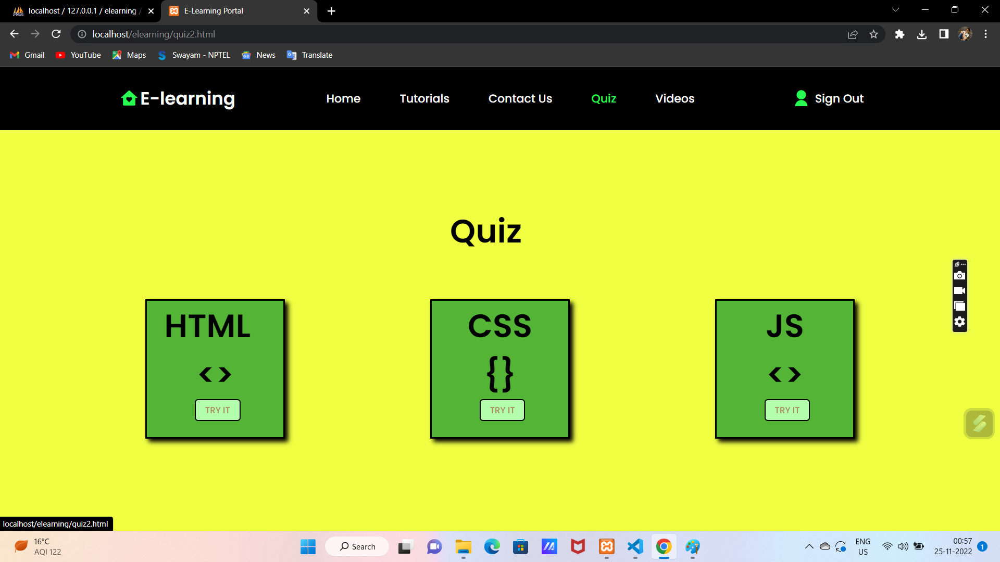 localhost / 127.0.0.1 / elearning /
E-Learning Portal
localhost/elearning/quiz2.html
Gmail
YouTube
Maps
Swayam - NPTEL
News
Translate
E-learning
Home
Tutorials
Contact Us
Quiz
Videos
Sign Out
Quiz
HTML
CSS
JS
< >
{}
< >
TRY IT
TRY IT
TRY IT
localhost/elearning/quiz2.html
16°C
AQI 122
Search
ENG
US
00:57
25-11-2022
1